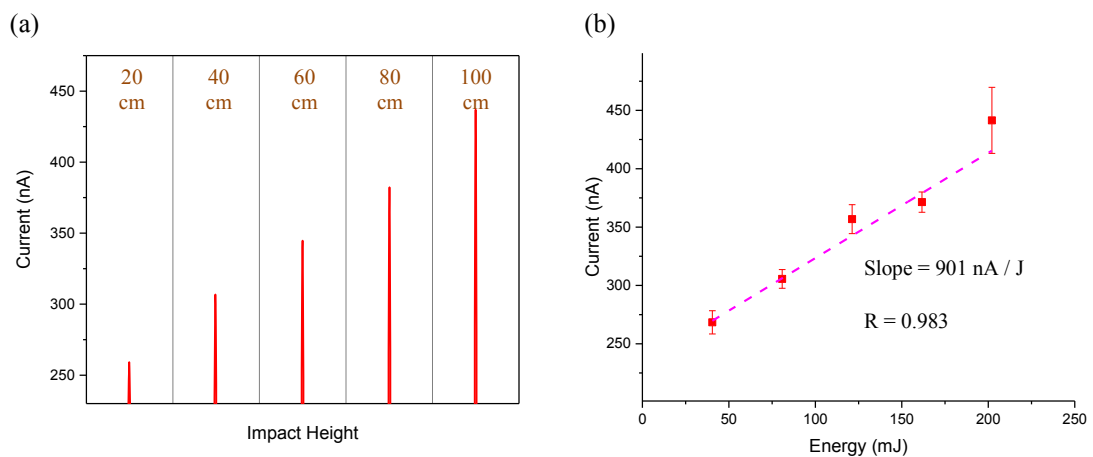 (a)
20 cm
40 cm
60 cm
80 cm
100 cm
450
400
350
300
250
Current (nA)
Impact Height
(b)
450
400
350
300
250
Current (nA)
Slope = 901 nA / J
R = 0.983
0 50 100 150 200 250
Energy (mJ)